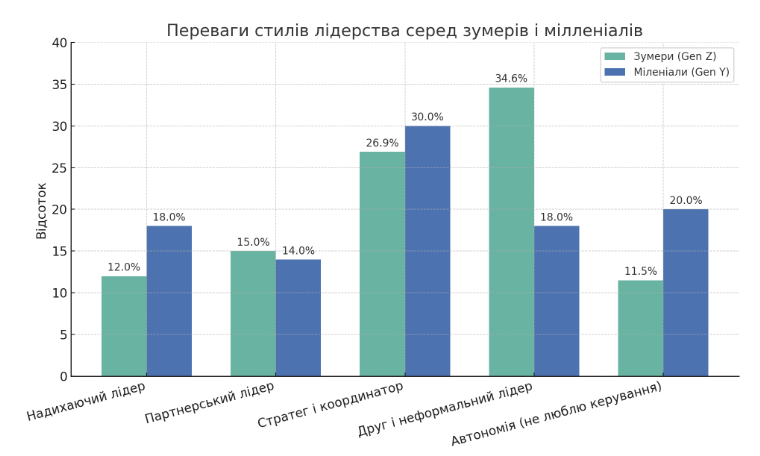 Переваги стилів лідерства серед зумерів і мілленіалів
Зумери (Gen Z)
Міленіали (Gen Y)
Відсоток
40
35
30
25
20
15
10
5
0
12.0%
18.0%
15.0%
14.0%
26.9%
30.0%
34.6%
18.0%
11.5%
20.0%
Надихаючий лідер
Партнерський лідер
Стратег і координатор
Друг і неформальний лідер
Автономія (не люблю керування)